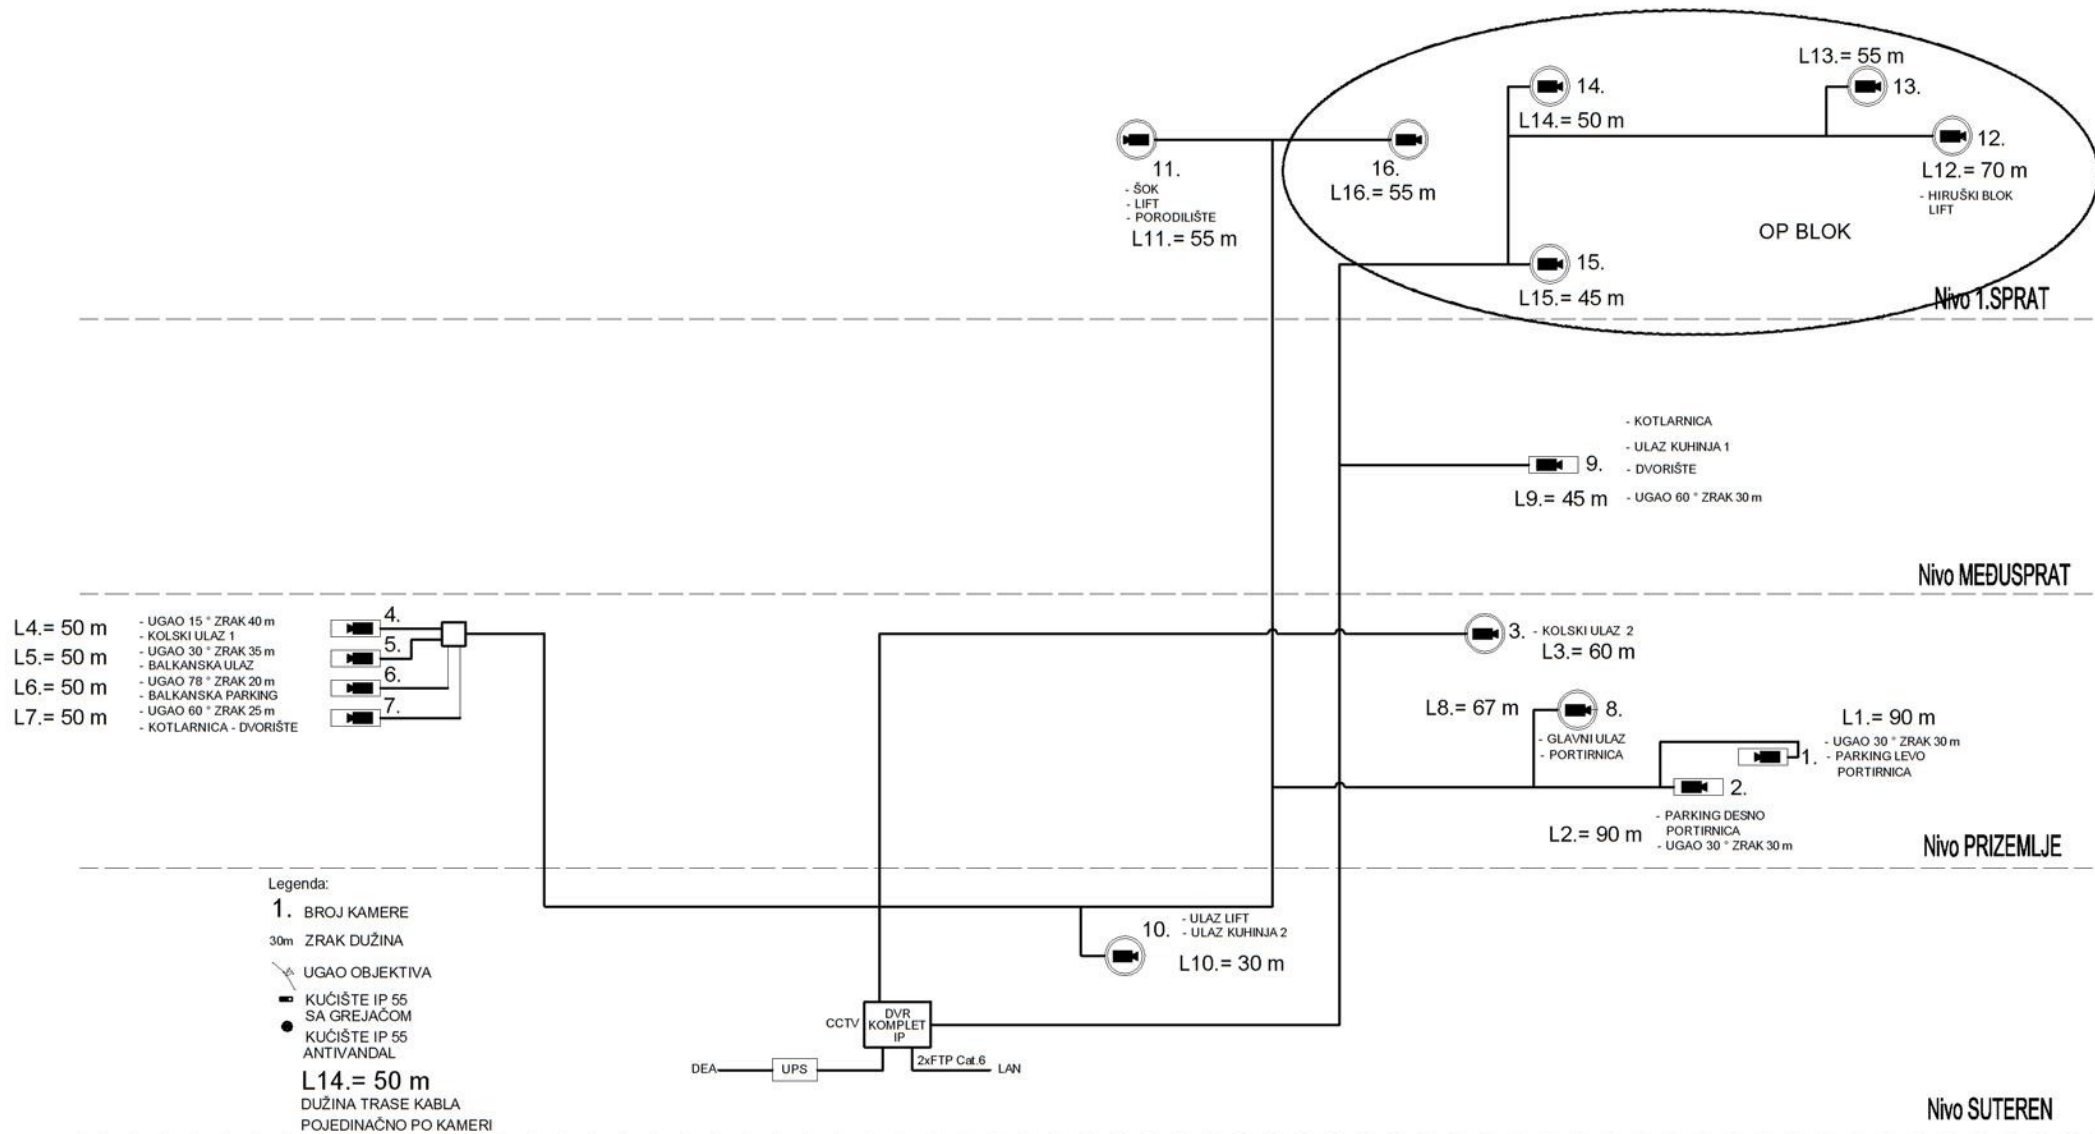 L13.= 55 m
14.
13.
L14.= 50 m
12.
11.
16.
L12.= 70 m
- ŠOK
- LIFT
- PORODILIŠTE
L16.= 55 m
- HIRUŠKI BLOK
LIFT
L11.= 55 m
OP BLOK
15.
L15.= 45 m
Nivo 1.SPRAT
- KOTLARNICA
- ULAZ KUHINJA 1
9.
- DVORIŠTE
L9.= 45 m
- UGAO 60 ° ZRAK 30 m
Nivo MEĐUSPRAT
L4.= 50 m
- UGAO 15 ° ZRAK 40 m
- KOLSKI ULAZ 1
4.
L5.= 50 m
- UGAO 30 ° ZRAK 35 m
- BALKANSKA ULAZ
5.
L6.= 50 m
- UGAO 78 ° ZRAK 20 m
- BALKANSKA PARKING
6.
L7.= 50 m
- UGAO 60 ° ZRAK 25 m
- KOTLARNICA - DVORIŠTE
7.
3.
- KOLSKI ULAZ 2
L3.= 60 m
L8.= 67 m
8.
- GLAVNI ULAZ
- PORTIRNICA
L1.= 90 m
- UGAO 30 ° ZRAK 30 m
1.
- PARKING LEVO
PORTIRNICA
2.
L2.= 90 m
- PARKING DESNO
PORTIRNICA
- UGAO 30 ° ZRAK 30 m
Nivo PRIZEMLJE
Legenda:
1. BROJ KAMERE
30m ZRAK DUŽINA
UGAO OBJEKTIVA
KUĆIŠTE IP 55
SA GREJAČOM
KUĆIŠTE IP 55
ANTIVANDAL
L14.= 50 m
DUŽINA TRASE KABLA
POJEDINAČNO PO KAMERI
10.
- ULAZ LIFT
- ULAZ KUHINJA 2
L10.= 30 m
CCTV
DVR
KOMPLET
IP
DEA
UPS
2xFTP Cat.6
LAN
Nivo SUTEREN